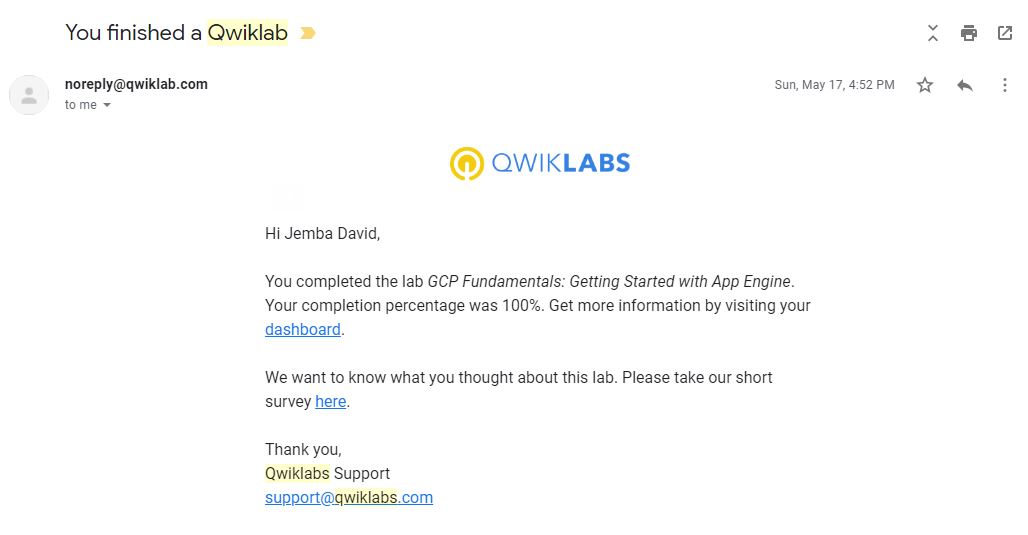 You finished a Qwiklab
noreply@qwiklab.com
Sun, May 17, 4:52 PM
to me
QWIKLABS
Hi Jemba David,
You completed the lab GCP Fundamentals: Getting Started with App Engine.
Your completion percentage was 100%. Get more information by visiting your
dashboard.
We want to know what you thought about this lab. Please take our short
survey here.
Thank you,
Qwiklabs Support
support@qwiklabs.com